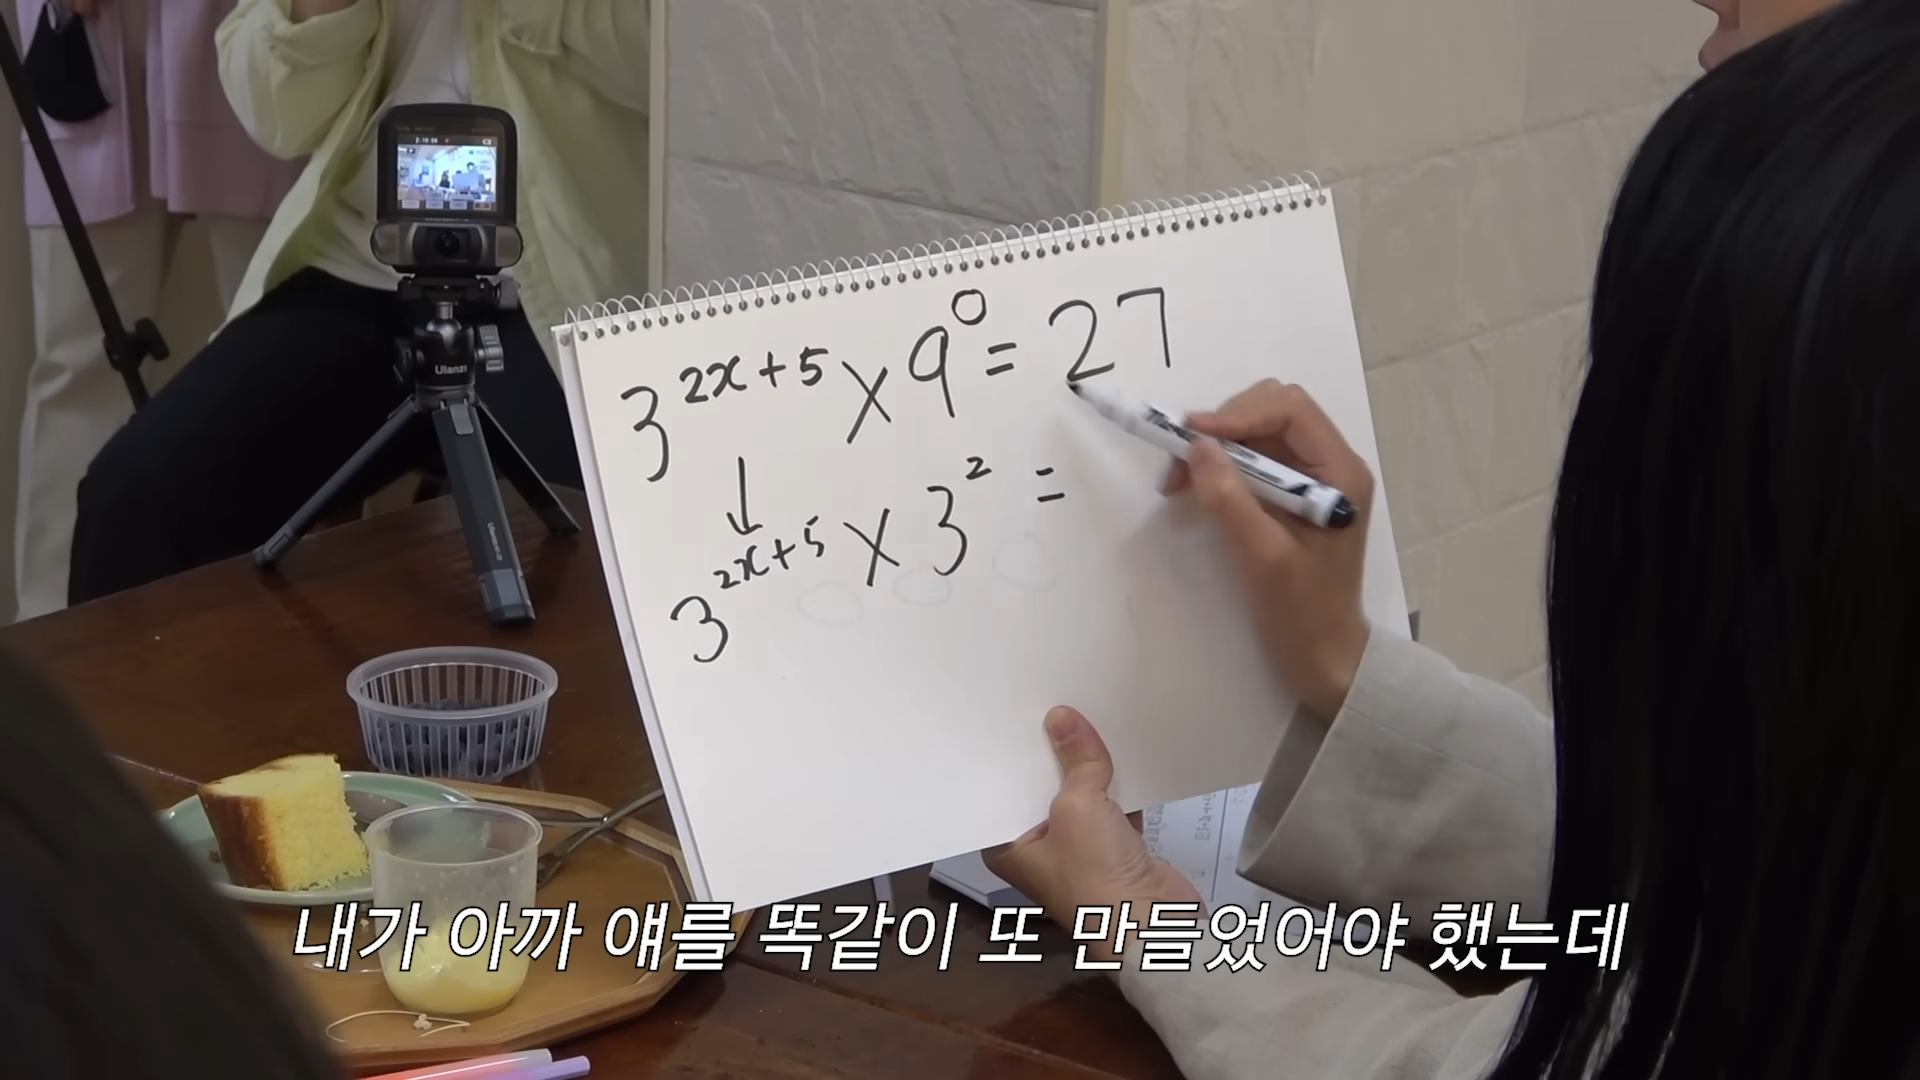 3^{2x+5} × 9^0 = 27
↓
3^{2x+5} × 3^2 =
Ulanzi
내가 아까 얘를 똑같이 또 만들었어야 했는데